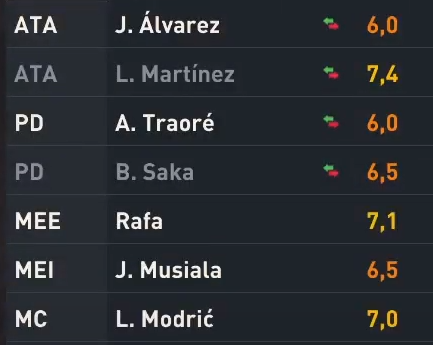 ATA J. Álvarez 6,0
ATA L. Martínez 7,4
PD A. Traoré 6,0
PD B. Saka 6,5
MEE Rafa 7,1
MEI J. Musiala 6,5
MC L. Modrić 7,0